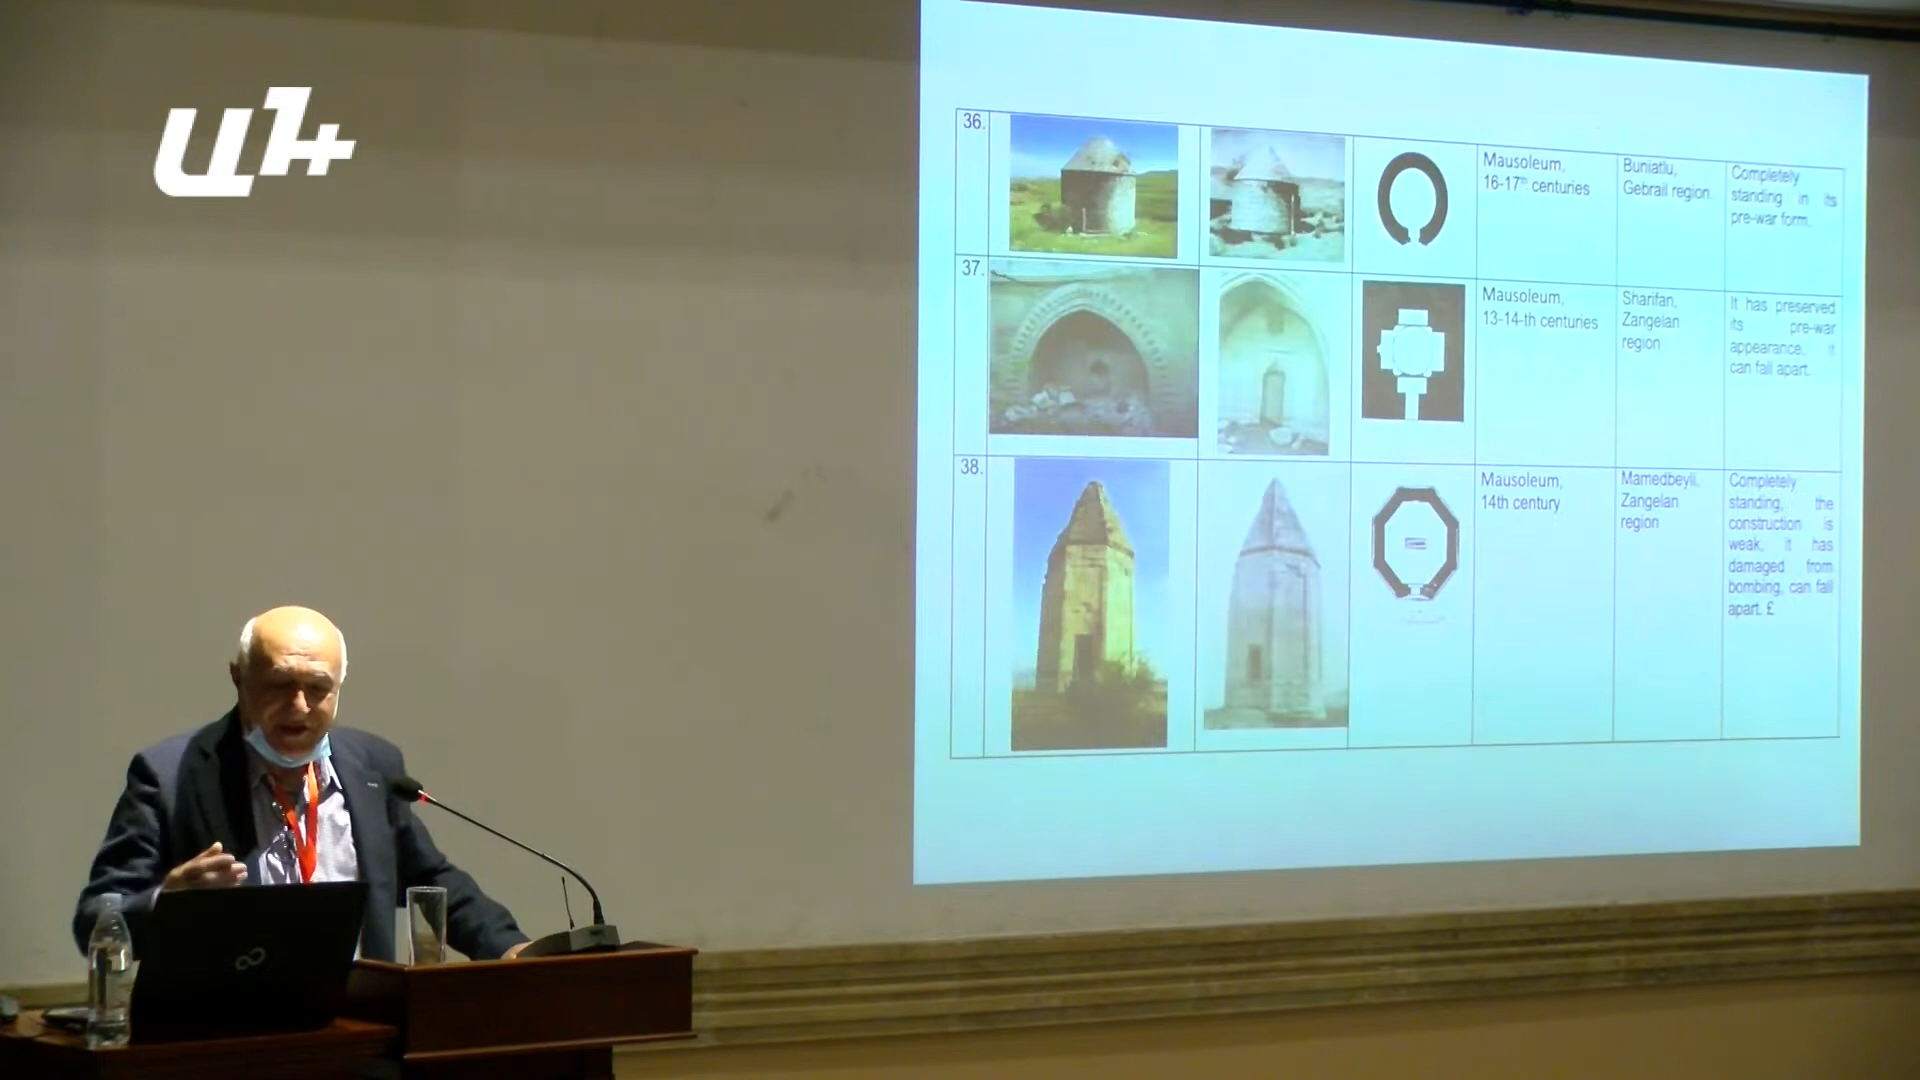 Ա1+
36.
Mausoleum,
16-17th centuries
Buniatlu,
Gebrail region.
Completely
standing in its
pre-war form.
37.
Mausoleum,
13-14-th centuries
Sharifan,
Zangelan
region
It has preserved
its pre-war
appearance. It
can fall apart.
38.
Mausoleum,
14th century
Mamedbeyli,
Zangelan
region
Completely
standing, the
construction is
weak, it has
damaged from
bombing, can fall
apart. £